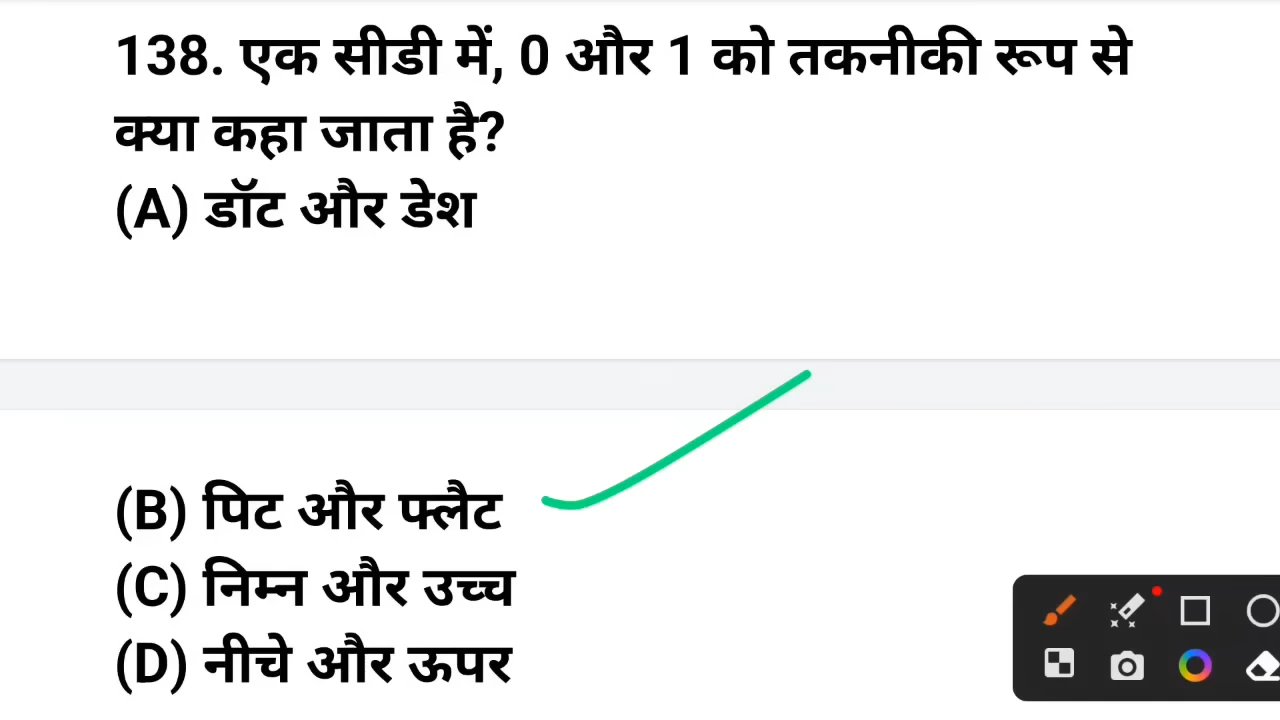 138. एक सीडी में, 0 और 1 को तकनीकी रूप से
क्या कहा जाता है?
(A) डॉट और डेश
(B) पिट और फ्लैट
(C) निम्न और उच्च
(D) नीचे और ऊपर